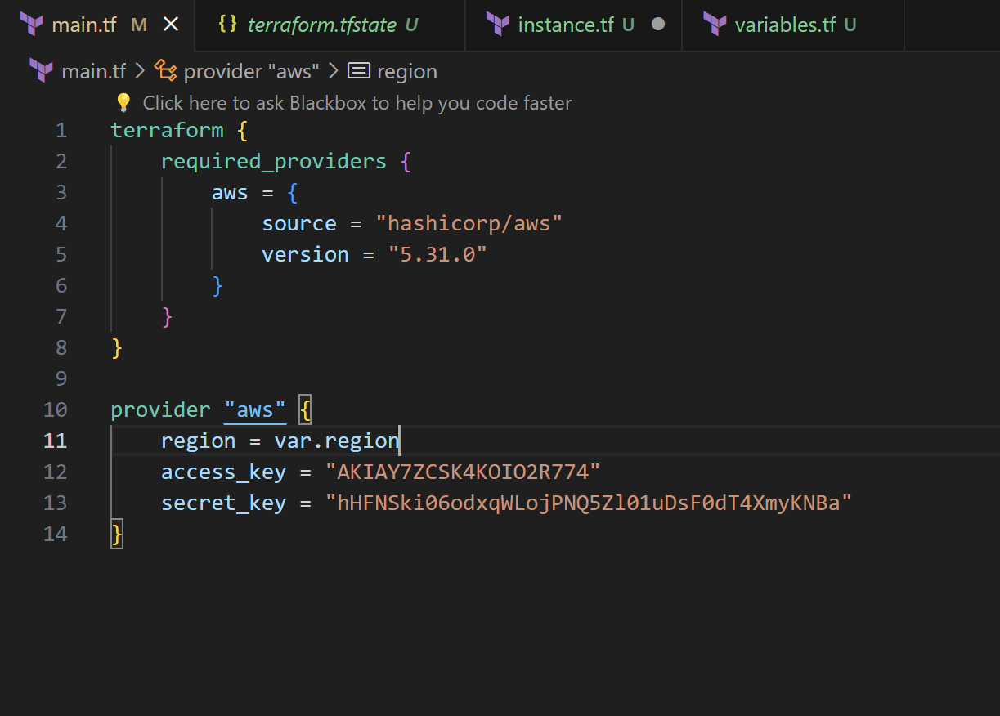 main.tf M
{} terraform.tfstate U
instance.tf U
variables.tf U
main.tf > provider "aws" > region
Click here to ask Blackbox to help you code faster
1 terraform {
2 required_providers {
3 aws = {
4 source = "hashicorp/aws"
5 version = "5.31.0"
6 }
7 }
8 }
9
10 provider "aws" {
11 region = var.region
12 access_key = "AKIAY7ZCSK4KOIO2R774"
13 secret_key = "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"
14 }